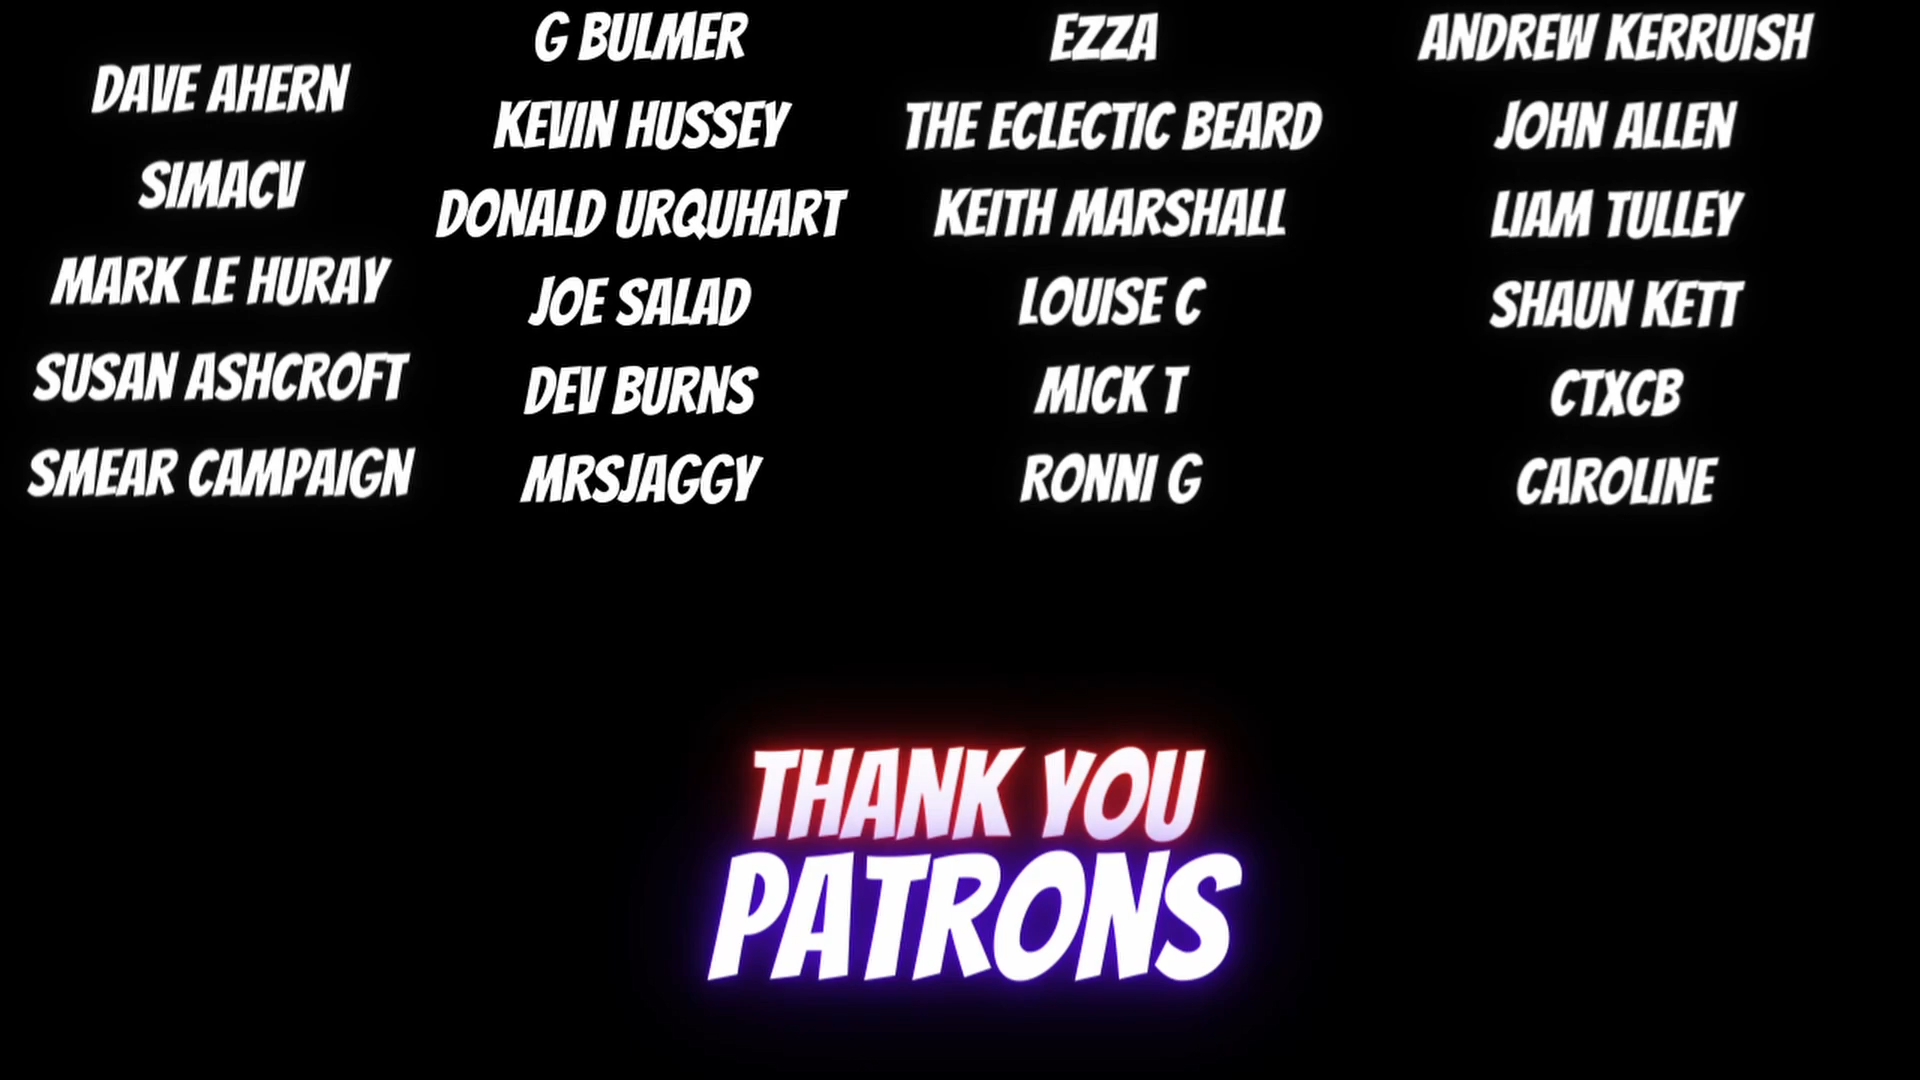 DAVE AHERN
SIMACV
MARK LE HURAY
SUSAN ASHCROFT
SMEAR CAMPAIGN
G BULMER
KEVIN HUSSEY
DONALD URQUHART
JOE SALAD
DEV BURNS
MRSJAGGY
EZZA
THE ECLECTIC BEARD
KEITH MARSHALL
LOUISE C
MICK T
RONNI G
ANDREW KERRUISH
JOHN ALLEN
LIAM TULLEY
SHAUN KETT
CTXCB
CAROLINE
THANK YOU
PATRONS